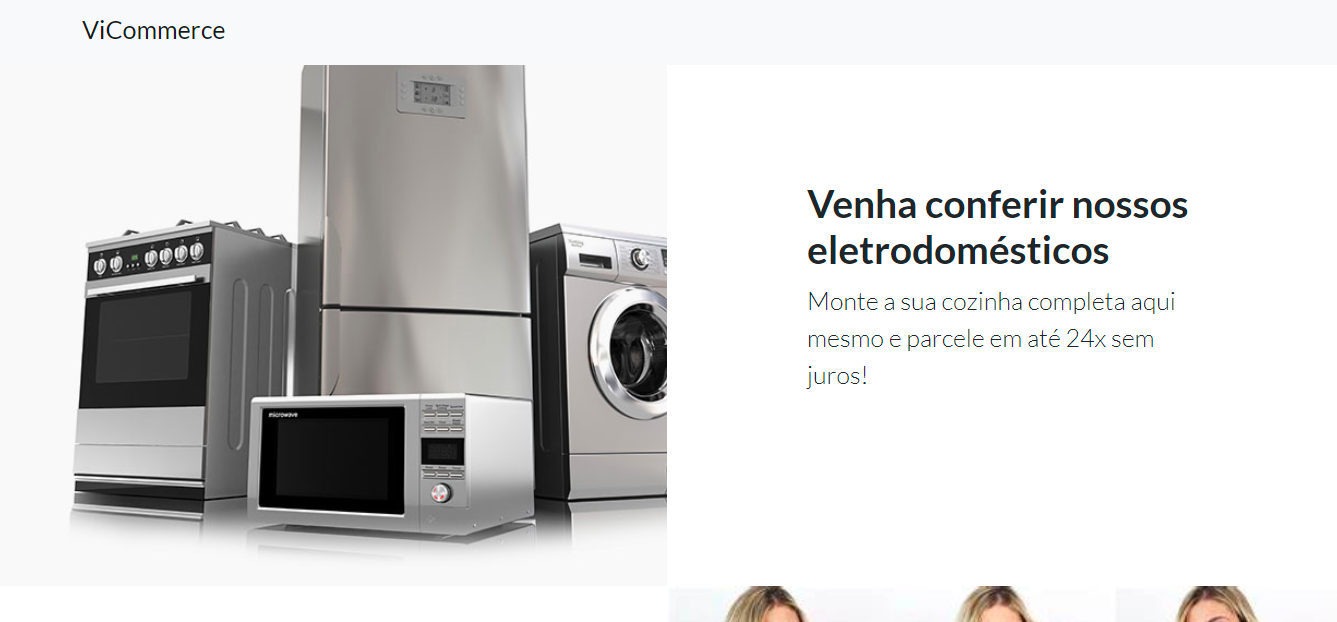 ViCommerce
Venha conferir nossos
eletrodomésticos
Monte a sua cozinha completa aqui
mesmo e parcele em até 24x sem
juros!
microwave